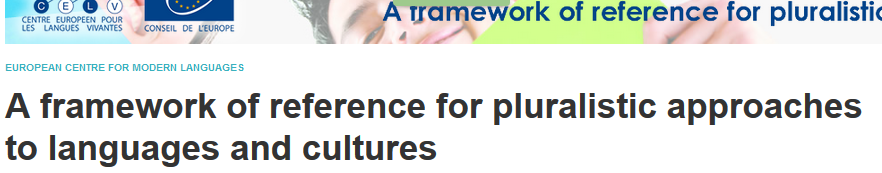 C E L V
CENTRE EUROPEEN POUR
LES LANGUES VIVANTES
CONSEIL DE L'EUROPE
A framework of reference for pluralistic
EUROPEAN CENTRE FOR MODERN LANGUAGES
A framework of reference for pluralistic approaches
to languages and cultures